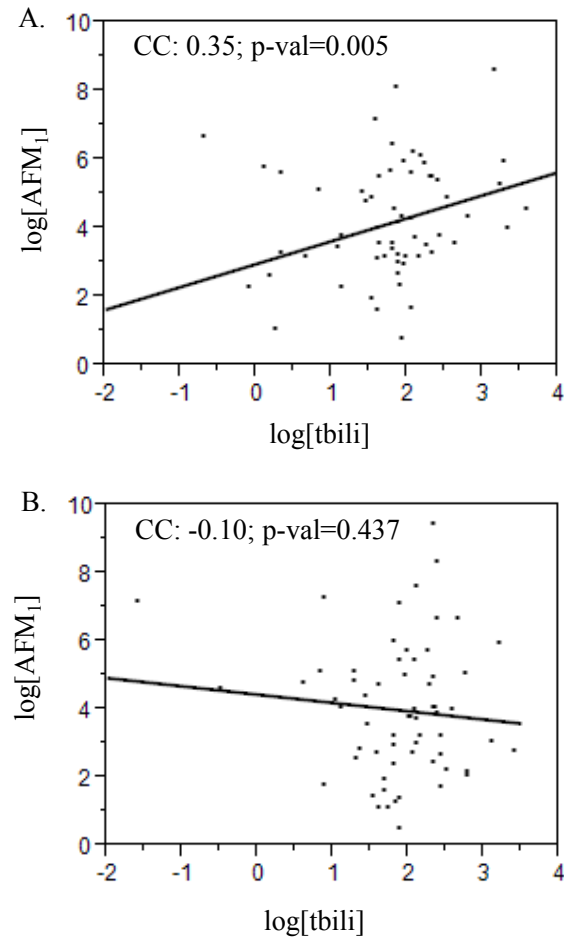 A.
CC: 0.35; p-val=0.005
log[AFM₁]
10
8
6
4
2
0
-2 -1 0 1 2 3 4
log[tbili]
B.
CC: -0.10; p-val=0.437
log[AFM₁]
10
8
6
4
2
0
-2 -1 0 1 2 3 4
log[tbili]